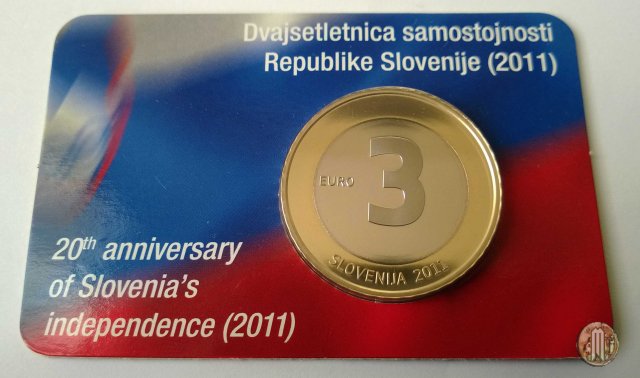 Dvajsetletnica samostojnosti
Republike Slovenije (2011)
EURO 3
SLOVENIJA 2011
20th anniversary
of Slovenia's
independence (2011)